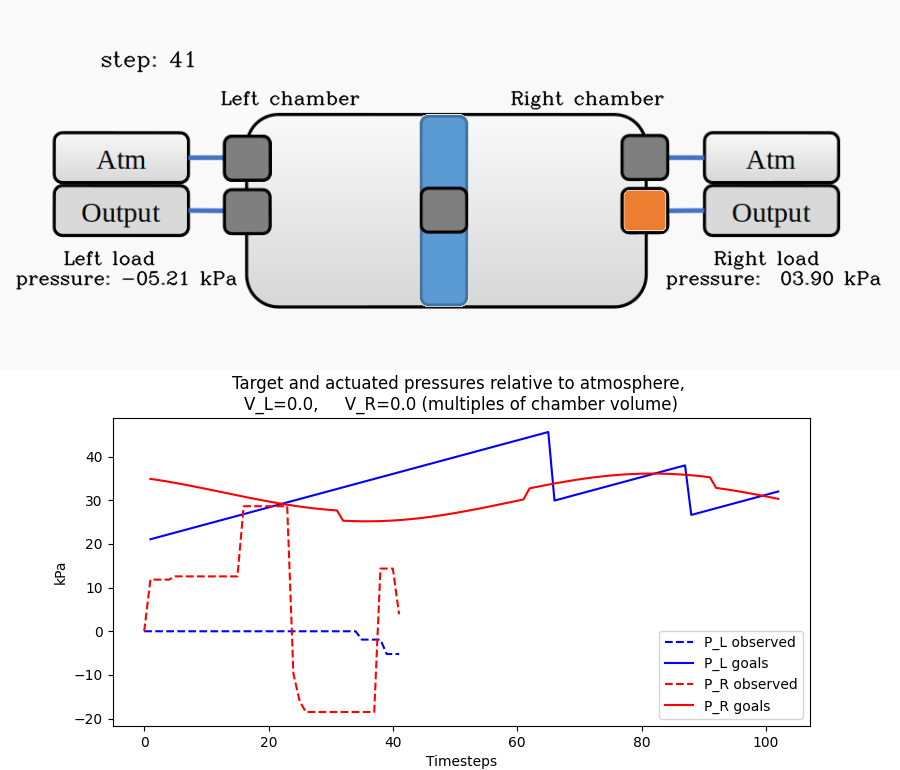 step: 41
Left chamber
Right chamber
Atm
Atm
Output
Output
Left load
pressure: -05.21 kPa
Right load
pressure: 03.90 kPa
Target and actuated pressures relative to atmosphere,
V_L=0.0, V_R=0.0 (multiples of chamber volume)
kPa
40
30
20
10
0
−10
−20
P_L observed
P_L goals
P_R observed
P_R goals
0 20 40 60 80 100
Timesteps